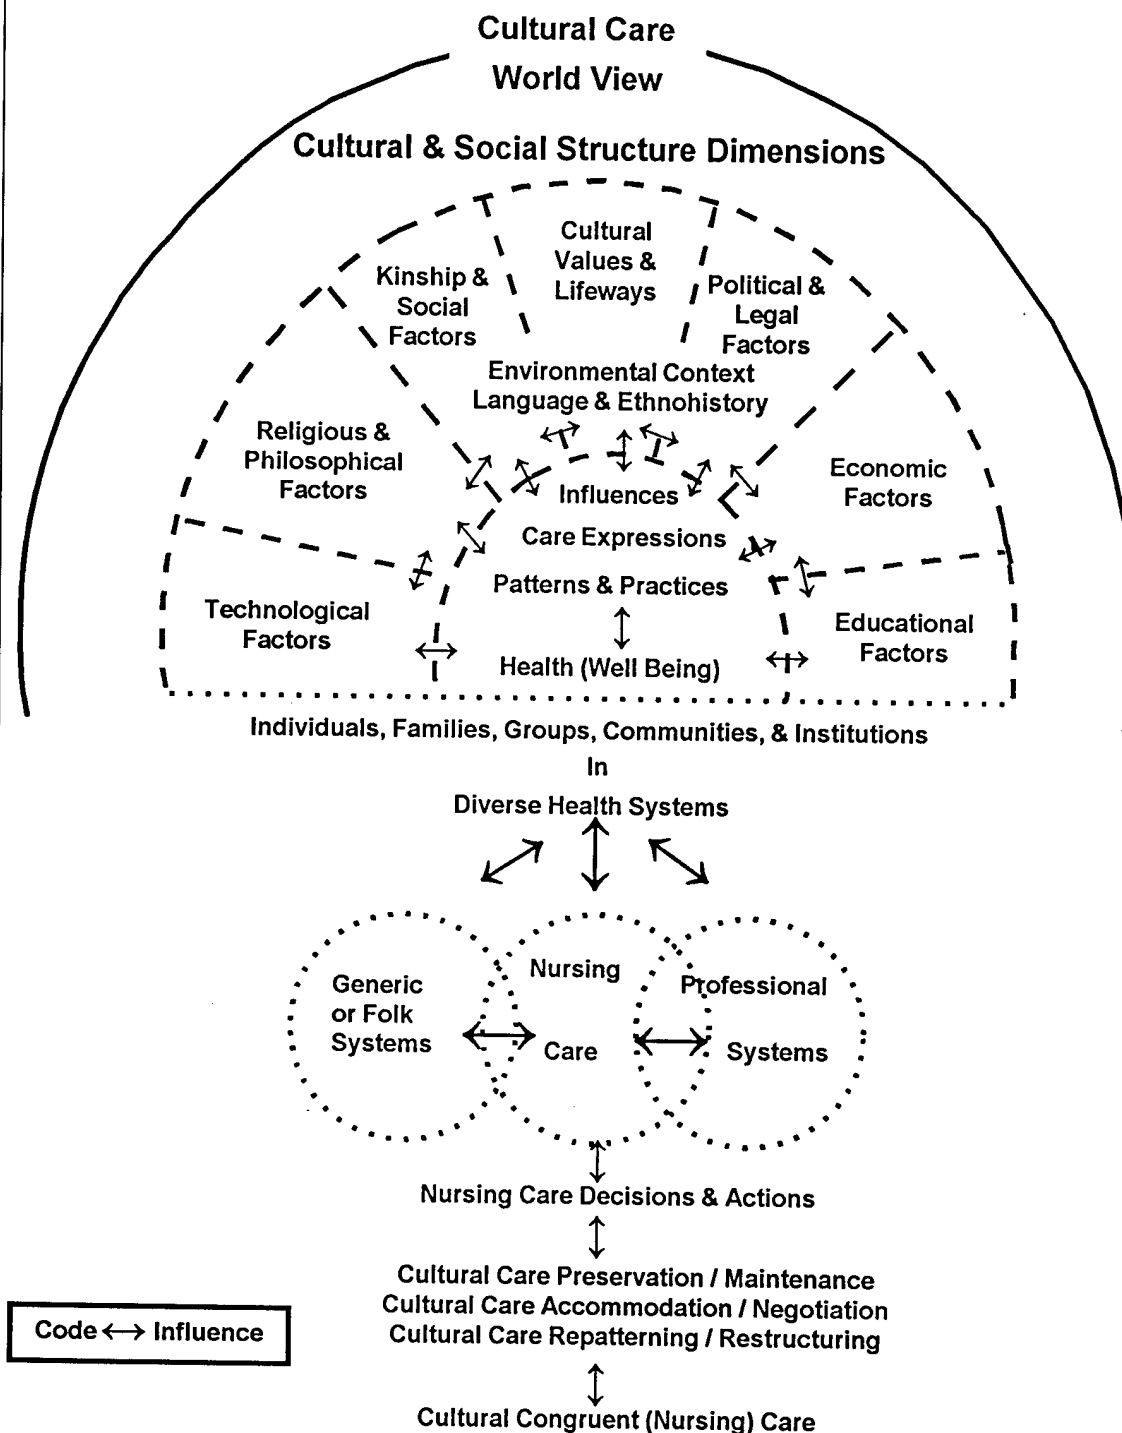 Cultural Care
World View
Cultural & Social Structure Dimensions
Cultural
Values &
Lifeways
Kinship &
Social
Factors
Political &
Legal
Factors
Environmental Context
Language & Ethnohistory
Religious &
Philosophical
Factors
Economic
Factors
Influences
Care Expressions
Patterns & Practices
Technological
Factors
Educational
Factors
Health (Well Being)
Individuals, Families, Groups, Communities, & Institutions
In
Diverse Health Systems
Generic
or Folk
Systems
Nursing
Care
Professional
Systems
Nursing Care Decisions & Actions
Cultural Care Preservation / Maintenance
Cultural Care Accommodation / Negotiation
Cultural Care Repatterning / Restructuring
Code ↔ Influence
Cultural Congruent (Nursing) Care